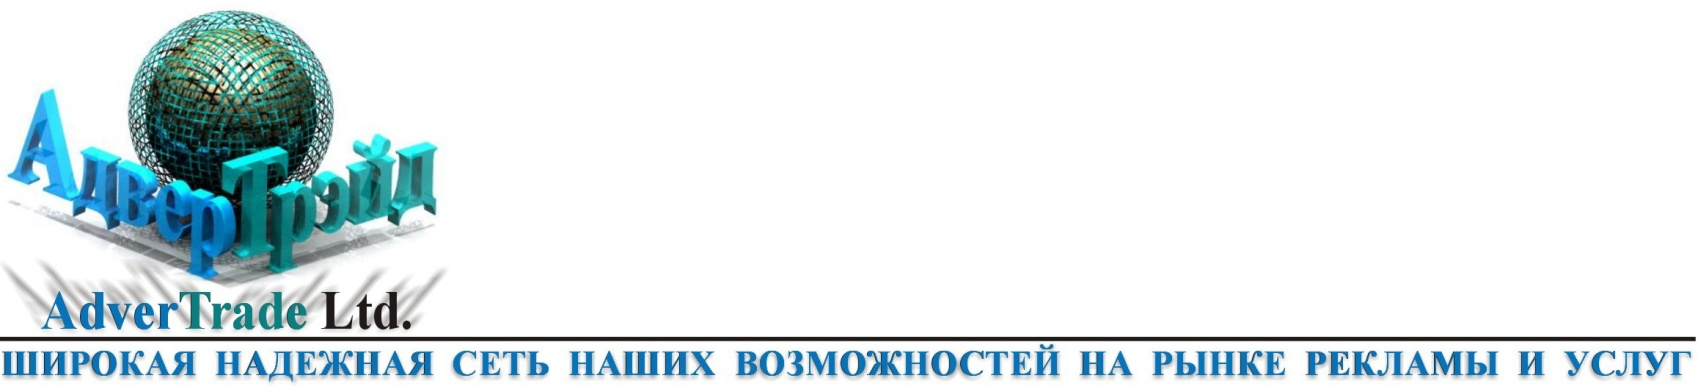 АдверТрэйд
AdverTrade Ltd.
ШИРОКАЯ НАДЕЖНАЯ СЕТЬ НАШИХ ВОЗМОЖНОСТЕЙ НА РЫНКЕ РЕКЛАМЫ И УСЛУГ